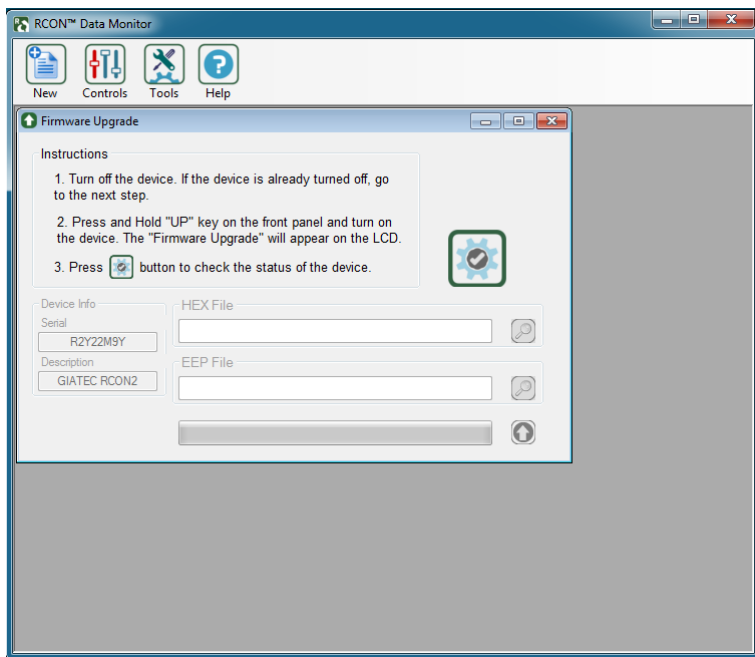 RCON™ Data Monitor
New Controls Tools Help
Firmware Upgrade
Instructions
1. Turn off the device. If the device is already turned off, go
to the next step.
2. Press and Hold "UP" key on the front panel and turn on
the device. The "Firmware Upgrade" will appear on the LCD.
3. Press button to check the status of the device.
Device Info
Serial
R2Y22M9Y
Description
GIATEC RCON2
HEX File
EEP File